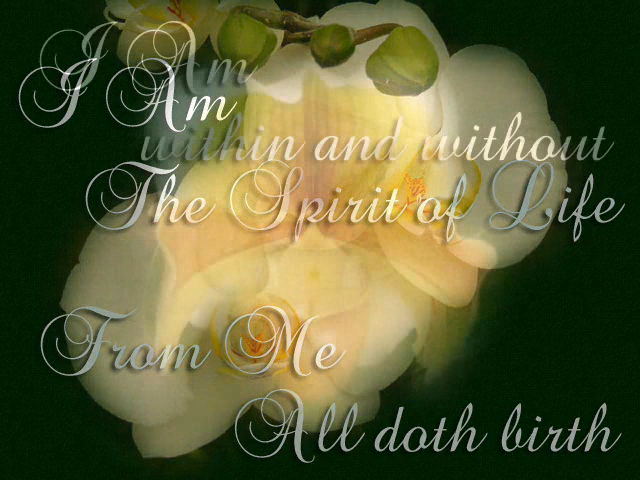 I Am
I Am
within and without
The Spirit of Life
From Me
All doth birth